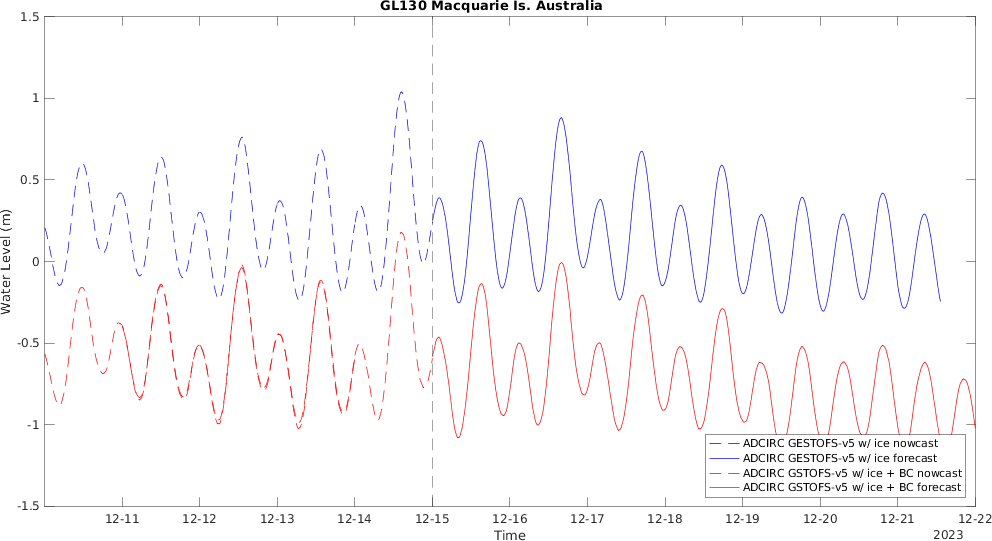 GL130 Macquarie Is. Australia
1.5
1
0.5
0
-0.5
-1
-1.5
Water Level (m)
ADCIRC GESTOFS-v5 w/ ice nowcast
ADCIRC GESTOFS-v5 w/ ice forecast
ADCIRC GSTOFS-v5 w/ ice + BC nowcast
ADCIRC GSTOFS-v5 w/ ice + BC forecast
12-11 12-12 12-13 12-14 12-15 12-16 12-17 12-18 12-19 12-20 12-21 12-22
Time
2023